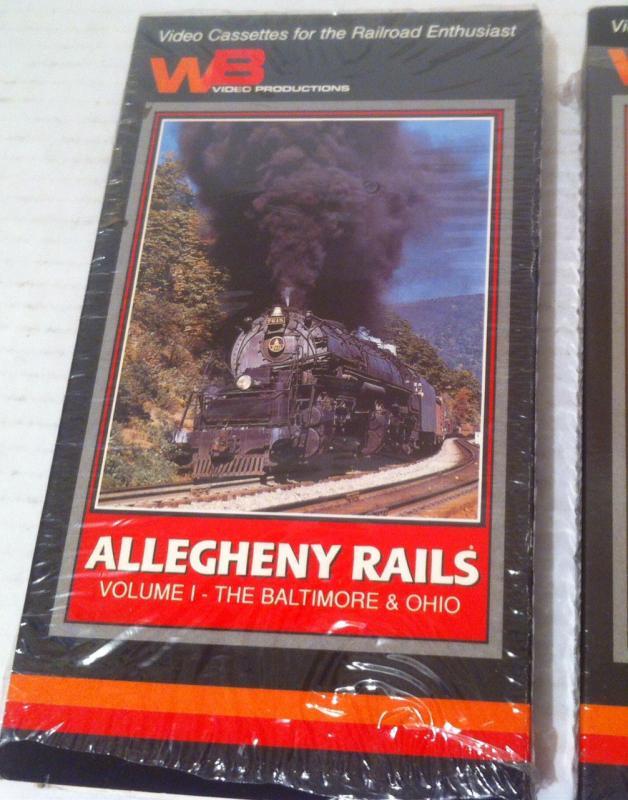 Video Cassettes for the Railroad Enthusiast
WB
VIDEO PRODUCTIONS
ALLEGHENY RAILS
VOLUME I - THE BALTIMORE & OHIO